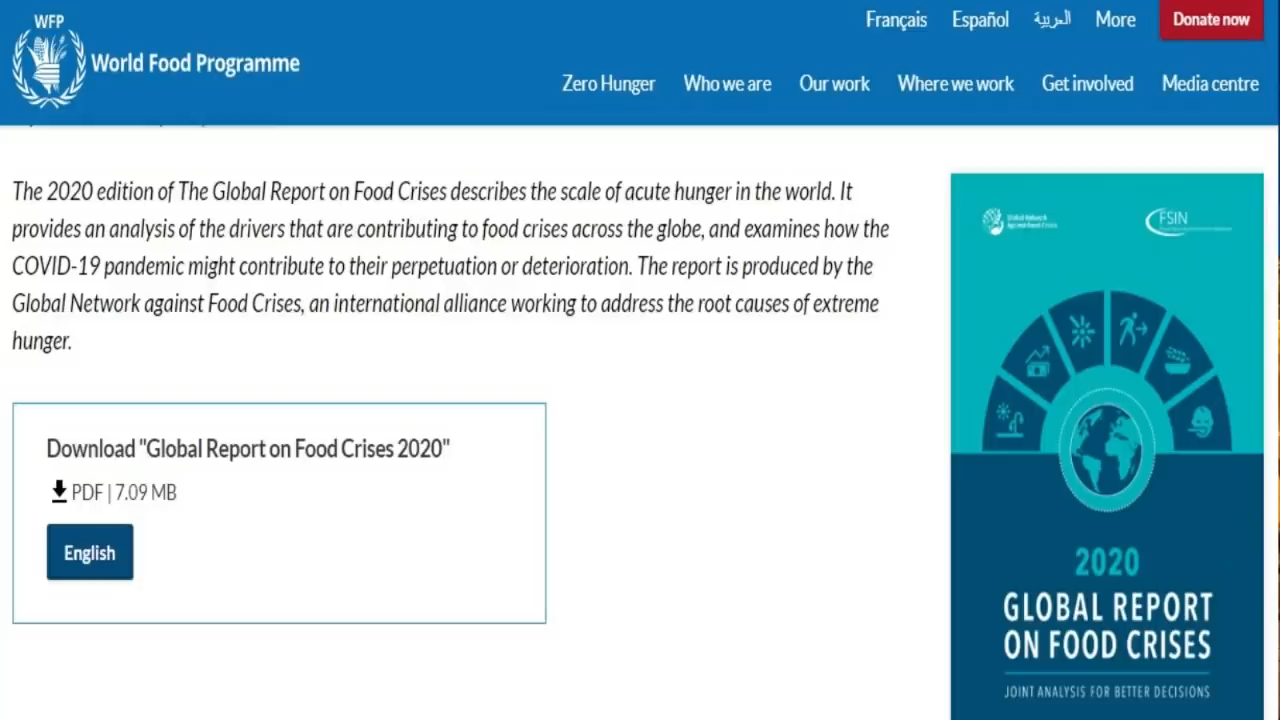 WFP
World Food Programme
Français Español العربية More Donate now
Zero Hunger Who we are Our work Where we work Get involved Media centre
The 2020 edition of The Global Report on Food Crises describes the scale of acute hunger in the world. It
provides an analysis of the drivers that are contributing to food crises across the globe, and examines how the
COVID-19 pandemic might contribute to their perpetuation or deterioration. The report is produced by the
Global Network against Food Crises, an international alliance working to address the root causes of extreme
hunger.
Download "Global Report on Food Crises 2020"
PDF | 7.09 MB
English
Global Network
Against Food Crises
FSIN
2020
GLOBAL REPORT
ON FOOD CRISES
JOINT ANALYSIS FOR BETTER DECISIONS